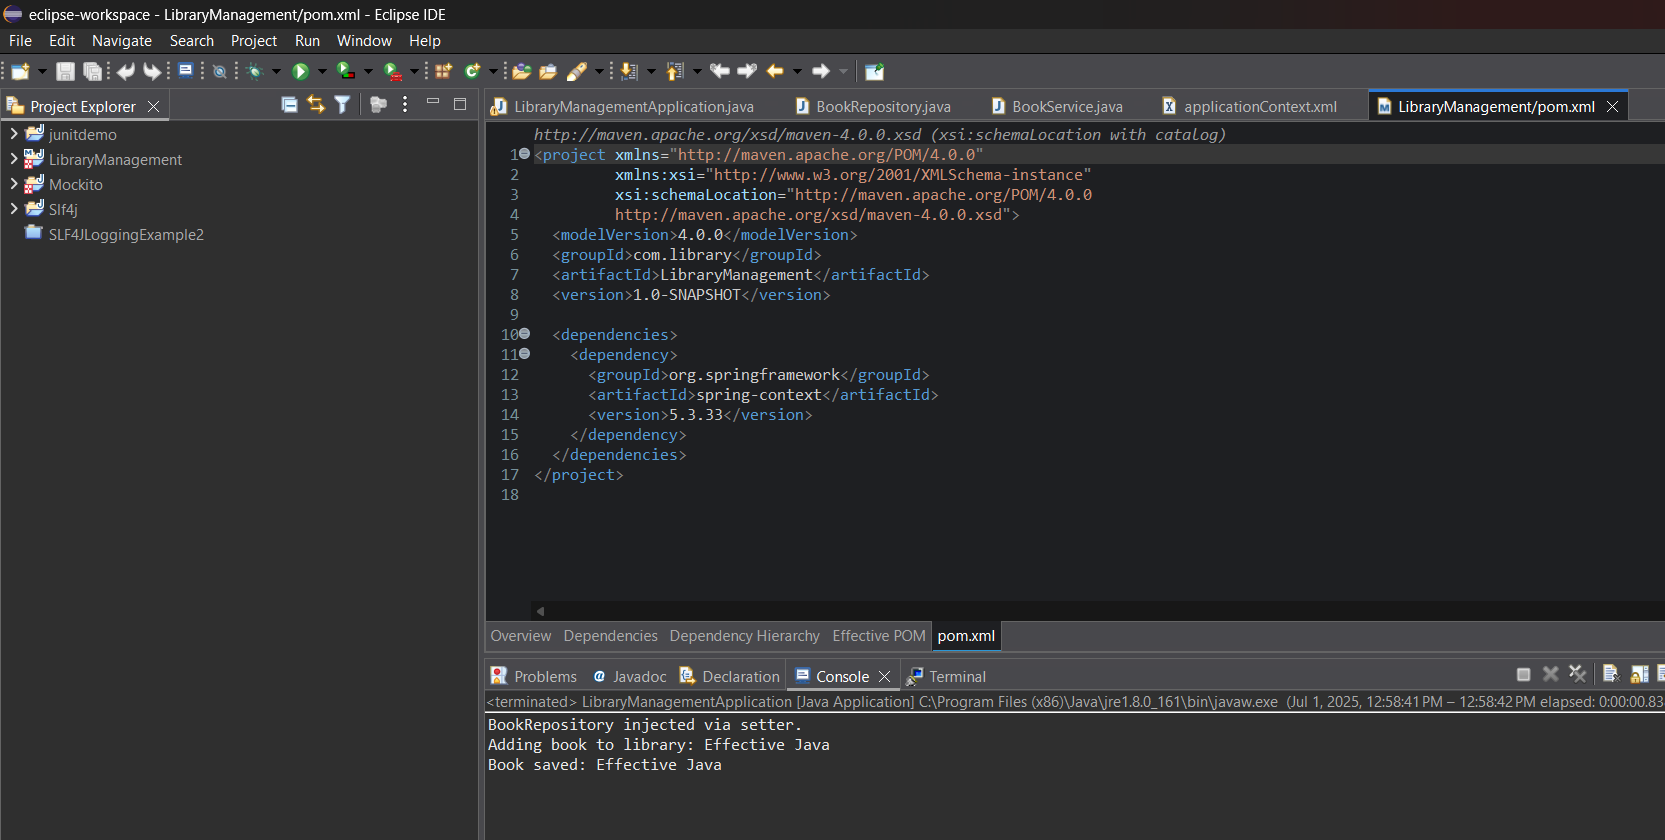 eclipse-workspace - LibraryManagement/pom.xml - Eclipse IDE
File Edit Navigate Search Project Run Window Help
Project Explorer
junitdemo
LibraryManagement
Mockito
Slf4j
SLF4JLoggingExample2
LibraryManagementApplication.java BookRepository.java BookService.java applicationContext.xml LibraryManagement/pom.xml
http://maven.apache.org/xsd/maven-4.0.0.xsd (xsi:schemaLocation with catalog)
1 <project xmlns="http://maven.apache.org/POM/4.0.0"
2 xmlns:xsi="http://www.w3.org/2001/XMLSchema-instance"
3 xsi:schemaLocation="http://maven.apache.org/POM/4.0.0
4 http://maven.apache.org/xsd/maven-4.0.0.xsd">
5 <modelVersion>4.0.0</modelVersion>
6 <groupId>com.library</groupId>
7 <artifactId>LibraryManagement</artifactId>
8 <version>1.0-SNAPSHOT</version>
9
10 <dependencies>
11 <dependency>
12 <groupId>org.springframework</groupId>
13 <artifactId>spring-context</artifactId>
14 <version>5.3.33</version>
15 </dependency>
16 </dependencies>
17 </project>
18
Overview Dependencies Dependency Hierarchy Effective POM pom.xml
Problems Javadoc Declaration Console Terminal
<terminated> LibraryManagementApplication [Java Application] C:\Program Files (x86)\Java\jre1.8.0_161\bin\javaw.exe (Jul 1, 2025, 12:58:41 PM – 12:58:42 PM elapsed: 0:00:00.83
BookRepository injected via setter.
Adding book to library: Effective Java
Book saved: Effective Java